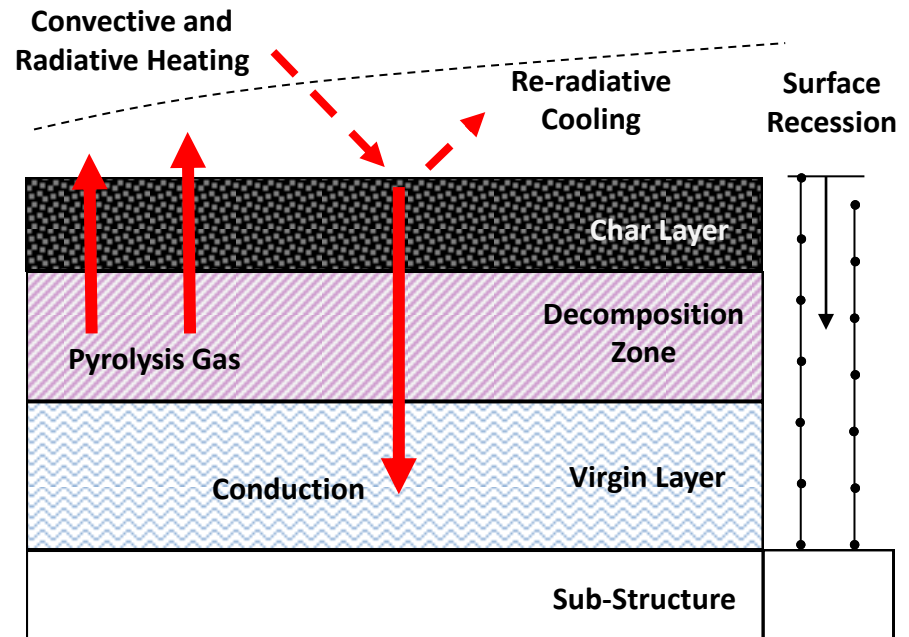 Convective and
Radiative Heating
Re-radiative
Cooling
Surface
Recession
Char Layer
Decomposition
Zone
Pyrolysis Gas
Conduction
Virgin Layer
Sub-Structure